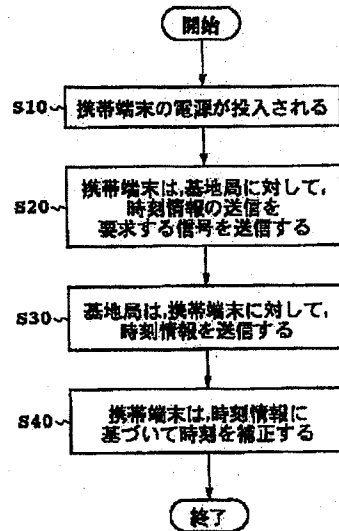 開始
S10
携帯端末の電源が投入される
S20
携帯端末は,基地局に対して,
時刻情報の送信を
要求する信号を送信する
S30
基地局は,携帯端末に対して,
時刻情報を送信する
S40
携帯端末は,時刻情報に
基づいて時刻を補正する
終了